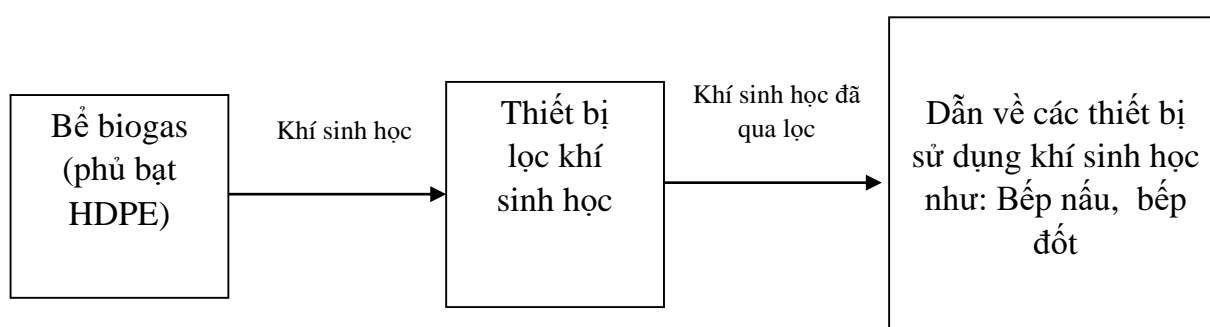 Bể biogas
(phủ bạt
HDPE)
Khí sinh học
Thiết bị
lọc khí
sinh học
Khí sinh học đã
qua lọc
Dẫn về các thiết bị
sử dụng khí sinh học
như: Bếp nấu, bếp
đốt